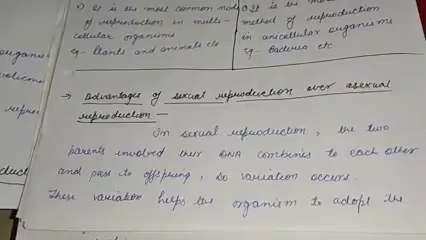 v) It is the most common mode
of reproduction in multi-
cellular organisms
eg - Plants and animals etc
It is the
method of reproduction
in unicellular organisms
eg - Bacteria etc
→ Advantages of sexual reproduction over asexual
reproduction —
In sexual reproduction, the two
parents involved their DNA combines to each other
and pass to offspring, so variation occurs.
These variation helps the organism to adopt the